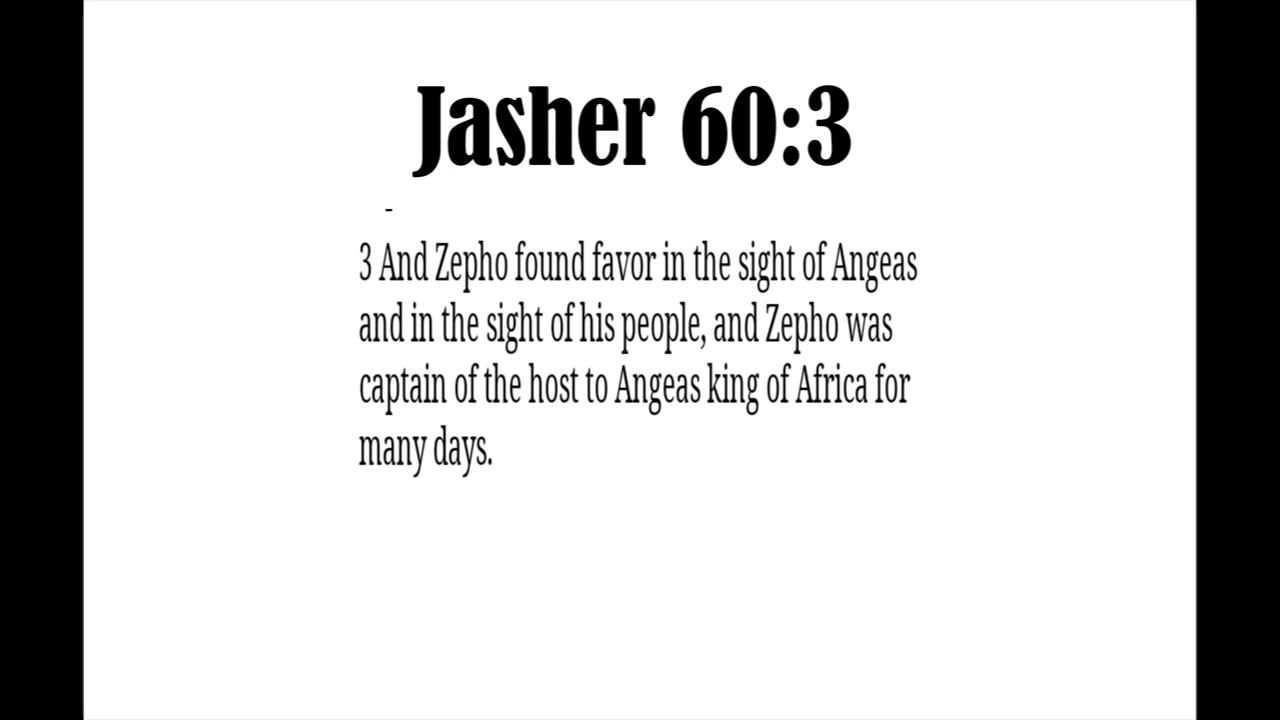 Jasher 60:3
-
3 And Zepho found favor in the sight of Angeas
and in the sight of his people, and Zepho was
captain of the host to Angeas king of Africa for
many days.